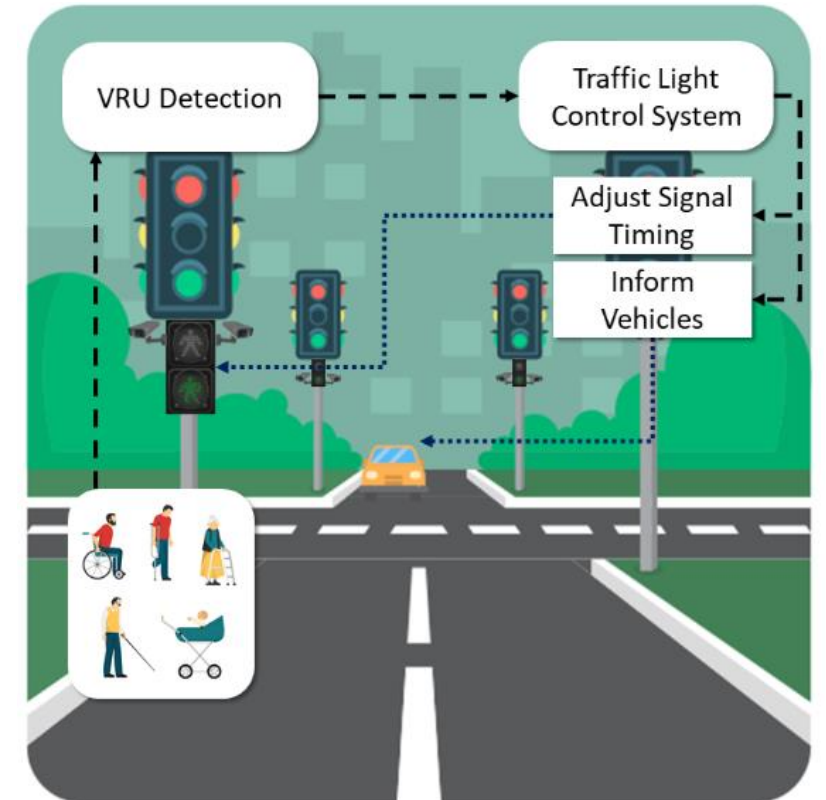 VRU Detection
Traffic Light
Control System
Adjust Signal
Timing
Inform
Vehicles